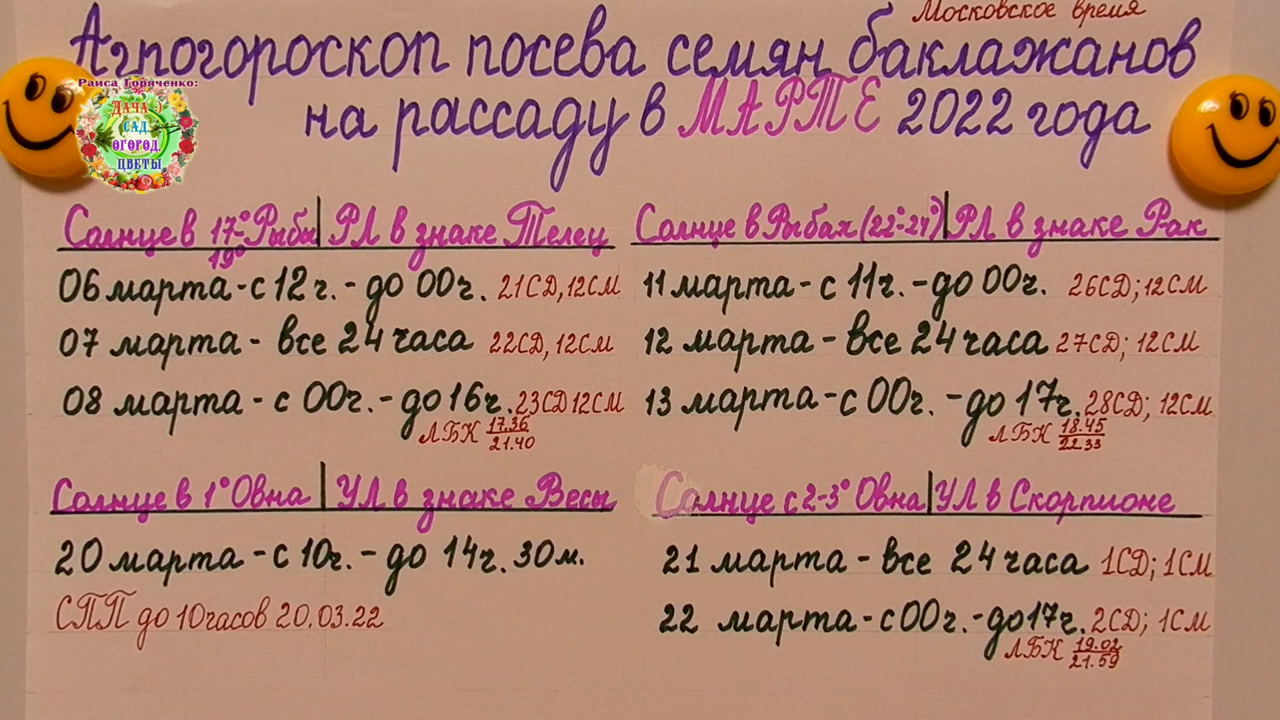 Московское время
Агрогороскоп посева семян баклажанов
на рассаду в МАРТЕ 2022 года
Раиса Горяченко:
ДАЧА
САД,
ОГОРОД,
ЦВЕТЫ
Солнце в 17°- Рыбы | РЛ в знаке Телец
19°
06 марта - с 12 ч. - до 00ч. 21СД, 12СМ
07 марта - все 24 часа 22СД, 12СМ
08 марта - с 00ч. - до 16ч. 23СД 12СМ
ЛБК 17.36
21.40
Солнце в Рыбах (22°-24°) | РЛ в знаке Рак
11 марта - с 11ч. - до 00ч. 26СД; 12СМ
12 марта - все 24 часа 27СД; 12СМ
13 марта - с 00ч. - до 17ч. 28СД; 12СМ
ЛБК 18.45
22.33
Солнце в 1° Овна | УЛ в знаке Весы
20 марта - с 10ч. - до 14ч. 30м.
СПП до 10часов 20.03.22
Солнце с 2-3° Овна | УЛ в Скорпионе
21 марта - все 24 часа 1СД; 1СМ
22 марта - с 00ч. - до 17ч. 2СД; 1СМ
ЛБК 19.02
21.59